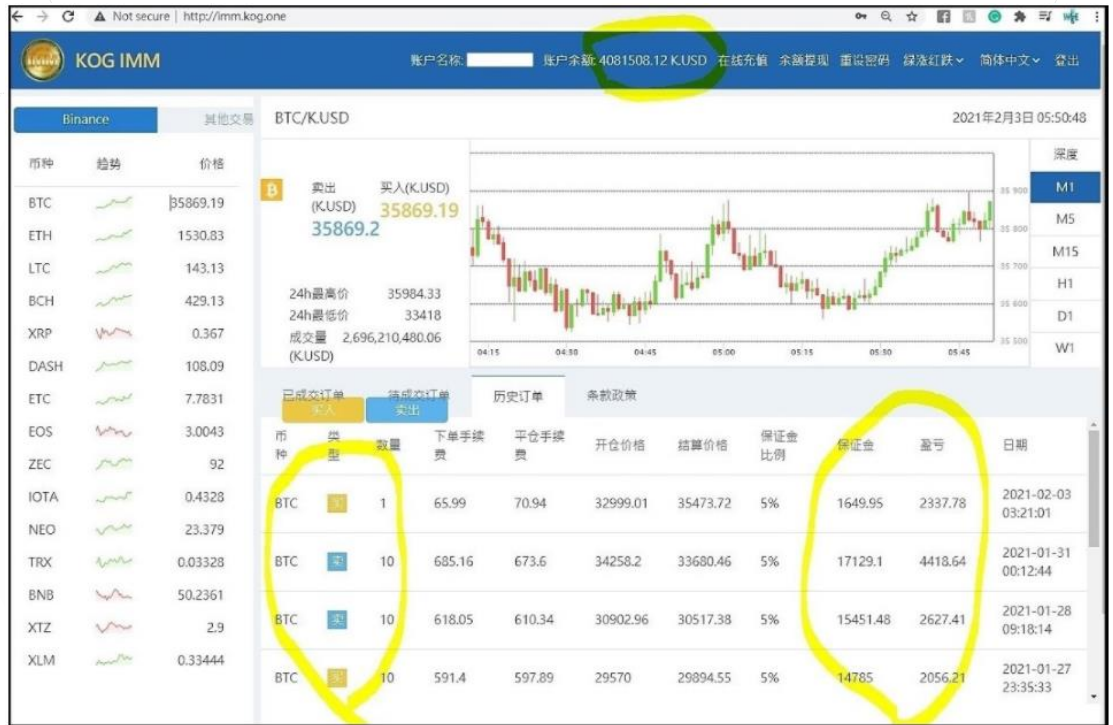 Not secure | http://imm.kog.one
KOG IMM
账户名称:
账户余额: 4081508.12 K.USD 在线充值 余额提现 重设密码 绿涨红跌 简体中文 登出
Binance 其他交易
BTC/K.USD
2021年2月3日 05:50:48
币种 趋势 价格
BTC 35869.19
ETH 1530.83
LTC 143.13
BCH 429.13
XRP 0.367
DASH 108.09
ETC 7.7831
EOS 3.0043
ZEC 92
IOTA 0.4328
NEO 23.379
TRX 0.03328
BNB 50.2361
XTZ 2.9
XLM 0.33444
卖出 (K.USD)
35869.2
买入(K.USD)
35869.19
24h最高价 35984.33
24h最低价 33418
成交量 (K.USD) 2,696,210,480.06
35 900
35 800
35 700
35 600
35 500
04:15 04:30 04:45 05:00 05:15 05:30 05:45
深度
M1
M5
M15
H1
D1
W1
已成交订单 待成交订单 历史订单 条款政策
买入 卖出
币种 类型 数量 下单手续费 平仓手续费 开仓价格 结算价格 保证金比例 保证金 盈亏 日期
BTC 买 1 65.99 70.94 32999.01 35473.72 5% 1649.95 2337.78 2021-02-03 03:21:01
BTC 卖 10 685.16 673.6 34258.2 33680.46 5% 17129.1 4418.64 2021-01-31 00:12:44
BTC 卖 10 618.05 610.34 30902.96 30517.38 5% 15451.48 2627.41 2021-01-28 09:18:14
BTC 买 10 591.4 597.89 29570 29894.55 5% 14785 2056.21 2021-01-27 23:35:33